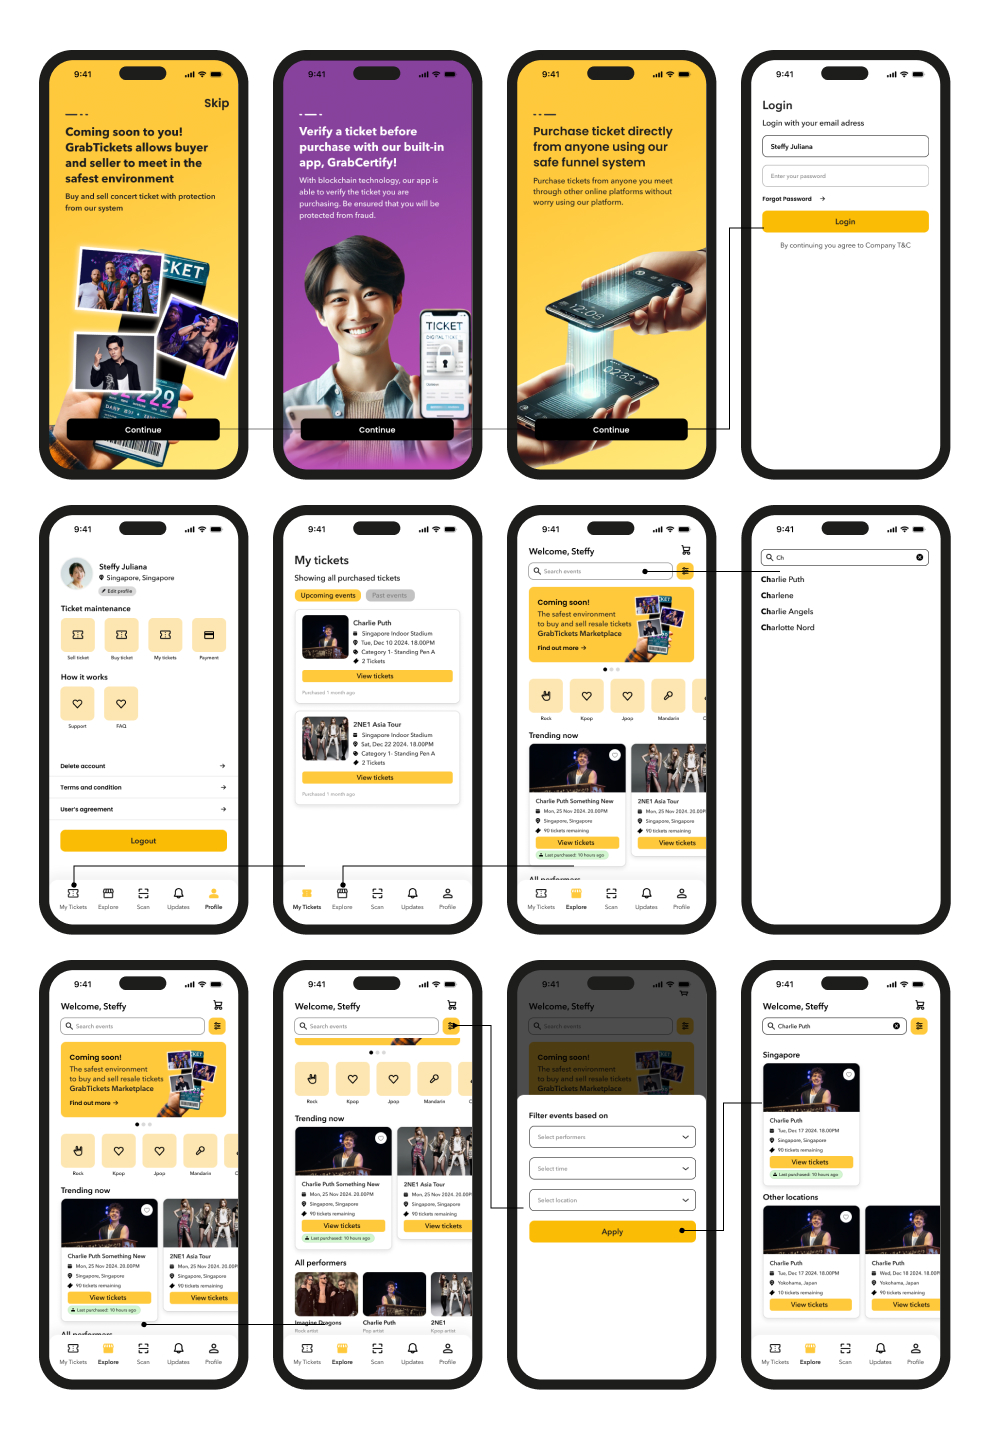 9:41
Skip
Coming soon to you!
GrabTickets allows buyer
and seller to meet in the
safest environment
Buy and sell concert ticket with protection
from our system
CKET
Continue
9:41
Verify a ticket before
purchase with our built-in
app, GrabCertify!
With blockchain technology, our app is
able to verify the ticket you are
purchasing. Be ensured that you will be
protected from fraud.
TICKET
Continue
9:41
Purchase ticket directly
from anyone using our
safe funnel system
Purchase tickets from anyone you meet
through other online platforms without
worry using our platform.
Continue
9:41
Login
Login with your email adress
Steffy Juliana
Enter your password
Forgot Password
Login
By continuing you agree to Company T&C
9:41
Steffy Juliana
Singapore, Singapore
Edit profile
Ticket maintenance
Sell ticket Buy ticket My tickets Payment
How it works
Support FAQ
Delete account
Terms and condition
User's agreement
Logout
My Tickets Explore Scan Updates Profile
9:41
My tickets
Showing all purchased tickets
Upcoming events Past events
Charlie Puth
Singapore Indoor Stadium
Tue, Dec 10 2024. 18.00PM
Category 1- Standing Pen A
2 Tickets
View tickets
Purchased 1 month ago
2NE1 Asia Tour
Singapore Indoor Stadium
Sat, Dec 22 2024. 18.00PM
Category 1- Standing Pen A
2 Tickets
View tickets
Purchased 1 month ago
My Tickets Explore Scan Updates Profile
9:41
Welcome, Steffy
Search events
Coming soon!
The safest environment
to buy and sell resale tickets
GrabTickets Marketplace
Find out more
Rock Kpop Jpop Mandarin C
Trending now
Charlie Puth Something New
Mon, 25 Nov 2024. 20.00PM
Singapore, Singapore
90 tickets remaining
View tickets
Last purchased: 10 hours ago
2NE1 Asia Tour
Mon, 25 Nov 2024. 20.00P
Singapore, Singapore
90 tickets remaining
View tickets
All performers
My Tickets Explore Scan Updates Profile
9:41
Ch
Charlie Puth
Charlene
Charlie Angels
Charlotte Nord
9:41
Welcome, Steffy
Search events
Coming soon!
The safest environment
to buy and sell resale tickets
GrabTickets Marketplace
Find out more
Rock Kpop Jpop Mandarin C
Trending now
Charlie Puth Something New
Mon, 25 Nov 2024. 20.00PM
Singapore, Singapore
90 tickets remaining
View tickets
Last purchased: 10 hours ago
2NE1 Asia Tour
Mon, 25 Nov 2024. 20.00P
Singapore, Singapore
90 tickets remaining
View tickets
All performers
My Tickets Explore Scan Updates Profile
9:41
Welcome, Steffy
Search events
Rock Kpop Jpop Mandarin C
Trending now
Charlie Puth Something New
Mon, 25 Nov 2024. 20.00PM
Singapore, Singapore
90 tickets remaining
View tickets
Last purchased: 10 hours ago
2NE1 Asia Tour
Mon, 25 Nov 2024. 20.00P
Singapore, Singapore
90 tickets remaining
View tickets
All performers
Imagine Dragons Charlie Puth 2NE1
Rock artist Pop artist Kpop artist
My Tickets Explore Scan Updates Profile
9:41
Welcome, Steffy
Search events
Coming soon!
The safest environment
to buy and sell resale tickets
GrabTickets Marketplace
Filter events based on
Select performers
Select time
Select location
Apply
9:41
Welcome, Steffy
Charlie Puth
Singapore
Charlie Puth
Tue, Dec 17 2024. 18.00PM
Singapore, Singapore
90 tickets remaining
View tickets
Last purchased: 10 hours ago
Other locations
Charlie Puth
Tue, Dec 17 2024. 18.00PM
Yokohama, Japan
10 tickets remaining
View tickets
Charlie Puth
Wed, Dec 18 2024. 18.00P
Yokohama, Japan
90 tickets remaining
View tickets
My Tickets Explore Scan Updates Profile